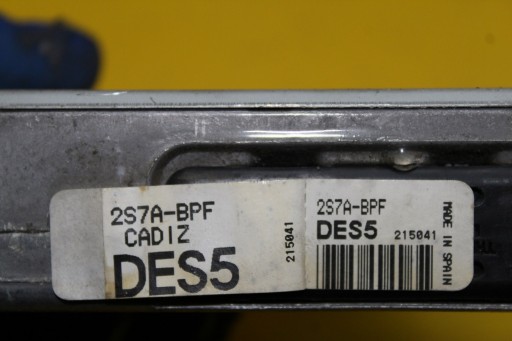 2S7A-BPF
CADIZ
DES5
215041
2S7A-BPF
DES5 215041
MADE IN SPAIN